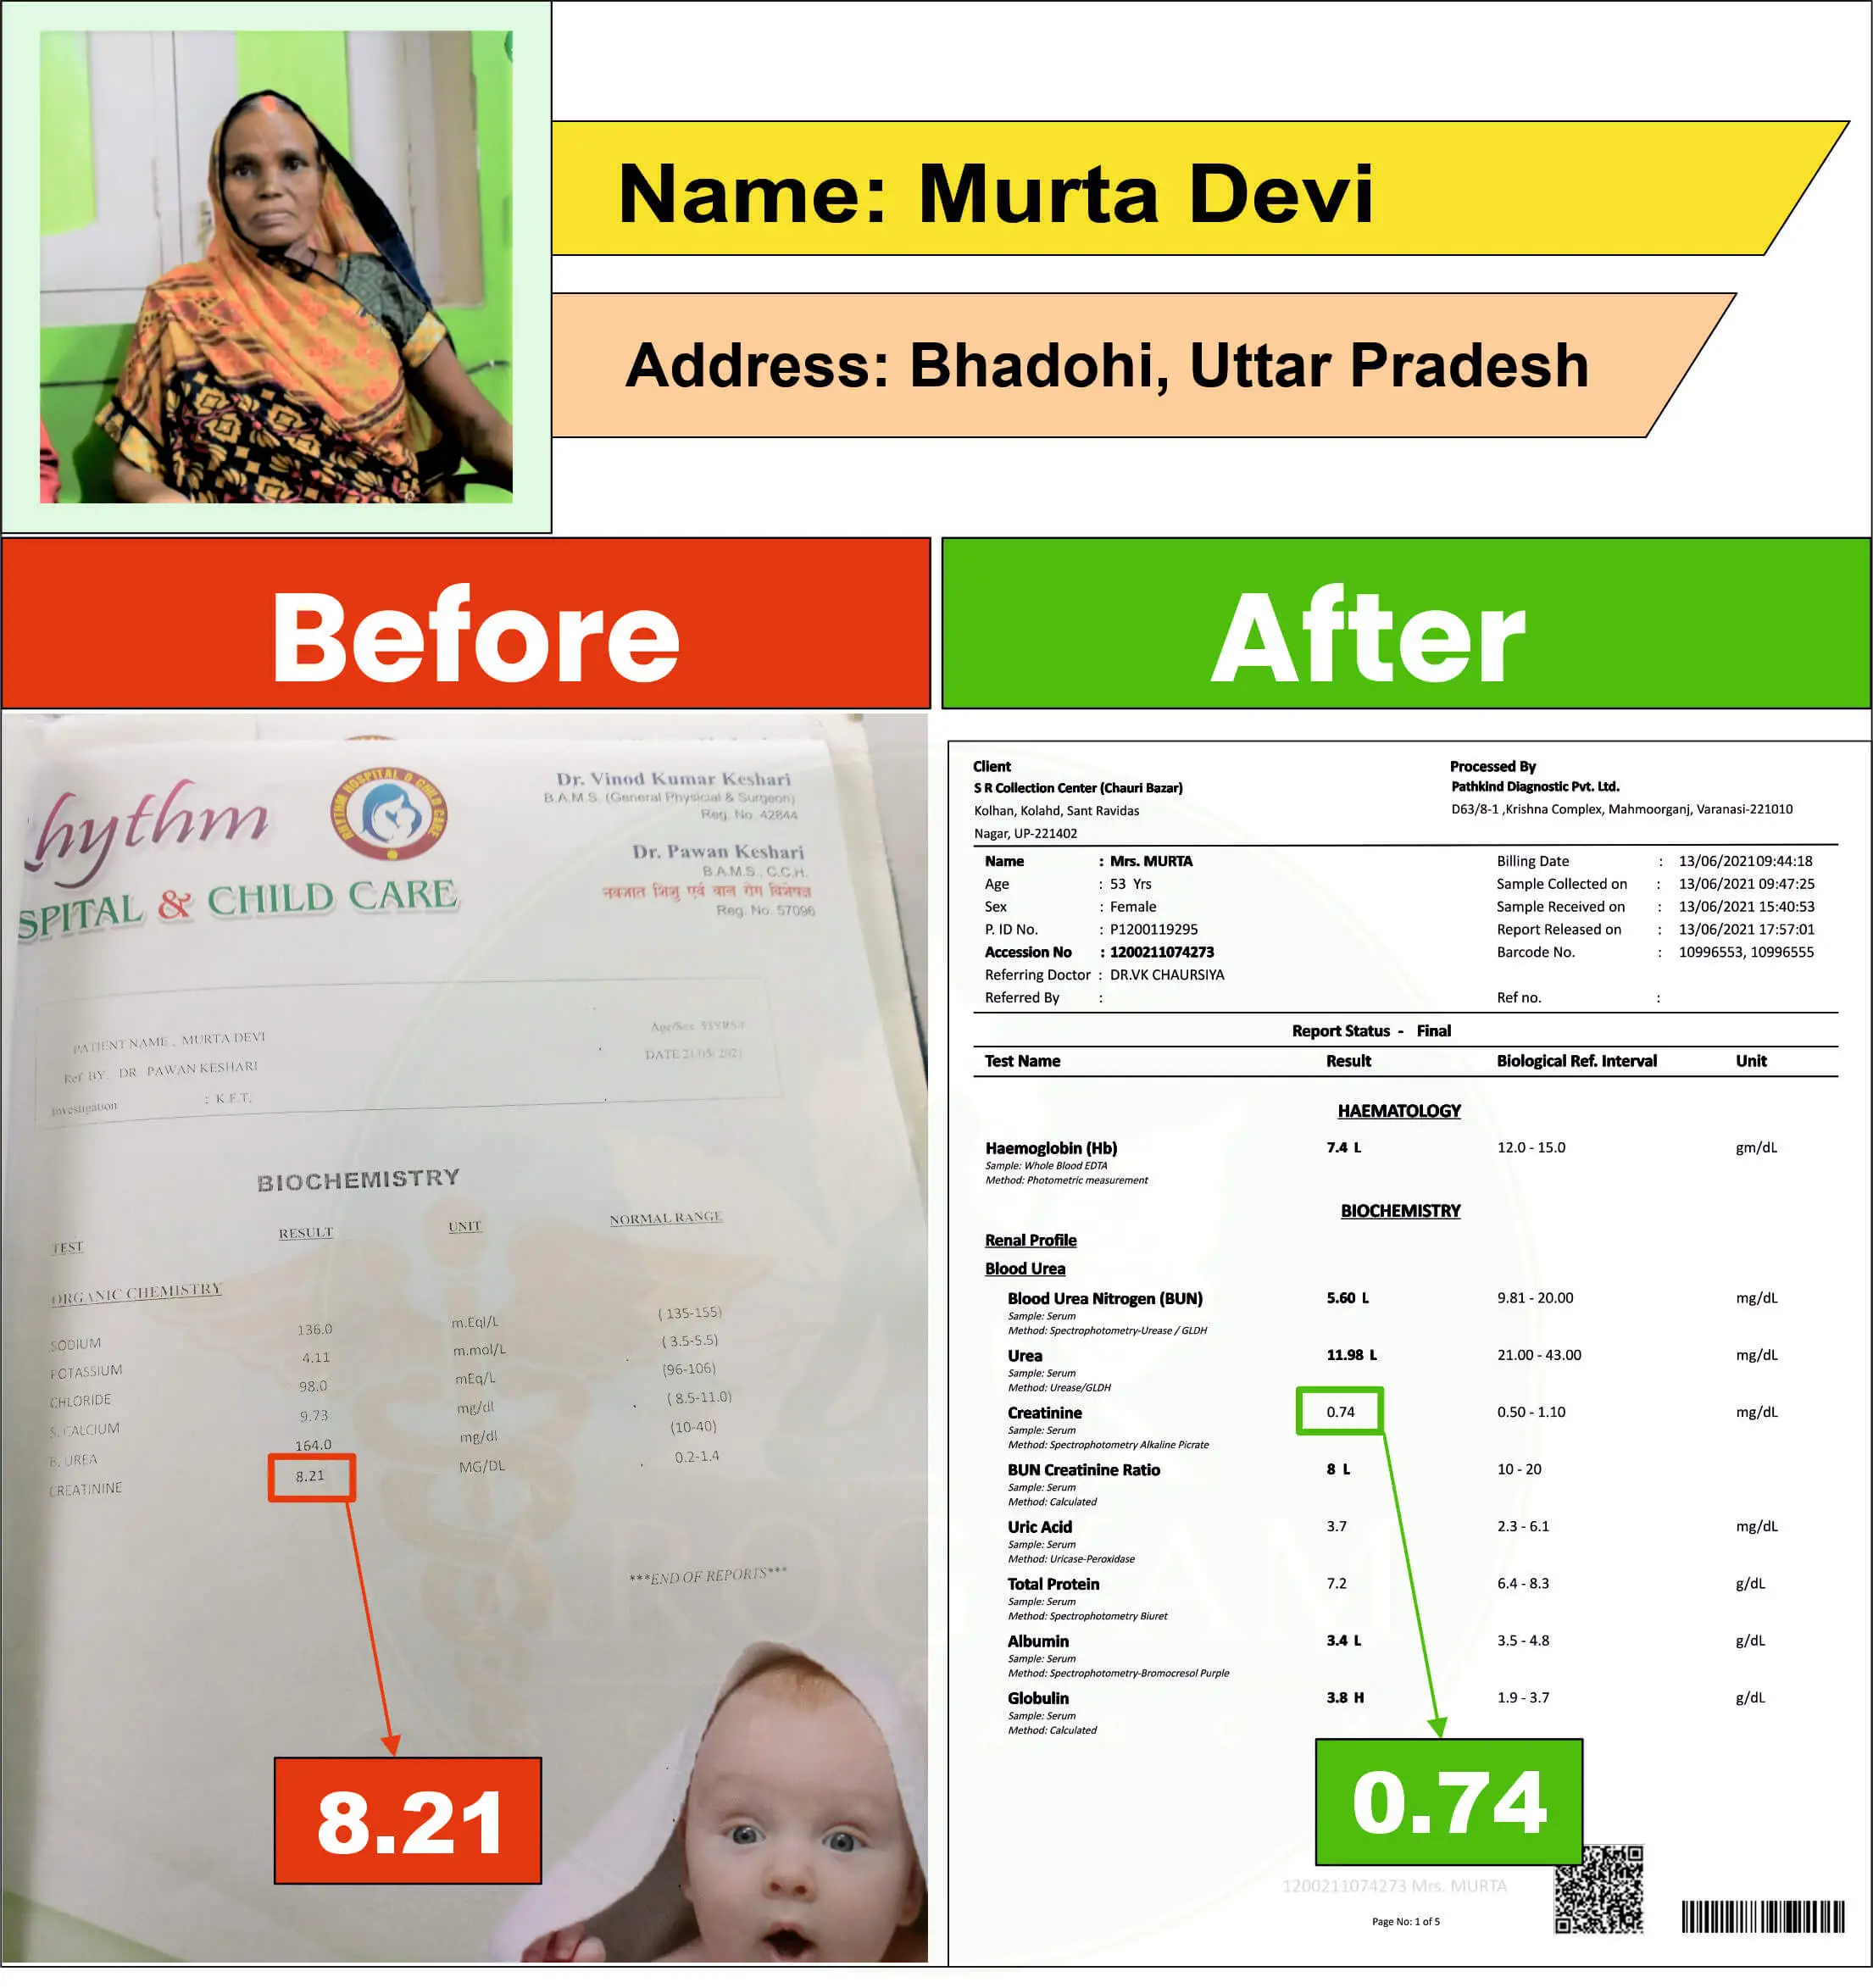 Name: Murta Devi
Address: Bhadohi, Uttar Pradesh
Before
After
hythm
SPITAL & CHILD CARE
RHYTHM HOSPITAL & CHILD CARE
Dr. Vinod Kumar Keshari
B.A.M.S. (General Physicial & Surgeon)
Reg. No. 42844
Dr. Pawan Keshari
B.A.M.S., C.C.H.
नवजात शिशु एवं बाल रोग विशेषज्ञ
Reg. No. 57096
PATIENT NAME , MURTA DEVI
Age/Sex 53YRS/F
Ref BY. DR PAWAN KESHARI
DATE 21/05/2021
Investigation : K.F.T.
BIOCHEMISTRY
TEST RESULT UNIT NORMAL RANGE
ORGANIC CHEMISTRY
SODIUM 136.0 m.Eql/L ( 135-155)
POTASSIUM 4.11 m.mol/L ( 3.5-5.5)
CHLORIDE 98.0 mEq/L (96-106)
S. CALCIUM 9.73 mg/dl ( 8.5-11.0)
B. UREA 164.0 mg/dl (10-40)
CREATININE 8.21 MG/DL 0.2-1.4
***END OF REPORTS***
8.21
Client
S R Collection Center (Chauri Bazar)
Kolhan, Kolahd, Sant Ravidas
Nagar, UP-221402
Processed By
Pathkind Diagnostic Pvt. Ltd.
D63/8-1 ,Krishna Complex, Mahmoorganj, Varanasi-221010
Name : Mrs. MURTA
Age : 53 Yrs
Sex : Female
P. ID No. : P1200119295
Accession No : 1200211074273
Referring Doctor : DR.VK CHAURSIYA
Referred By :
Billing Date : 13/06/202109:44:18
Sample Collected on : 13/06/2021 09:47:25
Sample Received on : 13/06/2021 15:40:53
Report Released on : 13/06/2021 17:57:01
Barcode No. : 10996553, 10996555
Ref no. :
Report Status - Final
Test Name Result Biological Ref. Interval Unit
HAEMATOLOGY
Haemoglobin (Hb) 7.4 L 12.0 - 15.0 gm/dL
Sample: Whole Blood EDTA
Method: Photometric measurement
BIOCHEMISTRY
Renal Profile
Blood Urea
Blood Urea Nitrogen (BUN) 5.60 L 9.81 - 20.00 mg/dL
Sample: Serum
Method: Spectrophotometry-Urease / GLDH
Urea 11.98 L 21.00 - 43.00 mg/dL
Sample: Serum
Method: Urease/GLDH
Creatinine 0.74 0.50 - 1.10 mg/dL
Sample: Serum
Method: Spectrophotometry Alkaline Picrate
BUN Creatinine Ratio 8 L 10 - 20
Sample: Serum
Method: Calculated
Uric Acid 3.7 2.3 - 6.1 mg/dL
Sample: Serum
Method: Uricase-Peroxidase
Total Protein 7.2 6.4 - 8.3 g/dL
Sample: Serum
Method: Spectrophotometry Biuret
Albumin 3.4 L 3.5 - 4.8 g/dL
Sample: Serum
Method: Spectrophotometry-Bromocresol Purple
Globulin 3.8 H 1.9 - 3.7 g/dL
Sample: Serum
Method: Calculated
0.74
1200211074273 Mrs. MURTA
Page No: 1 of 5